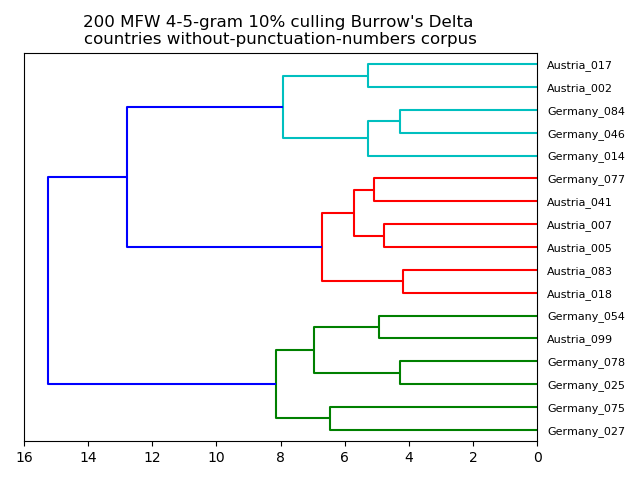 200 MFW 4-5-gram 10% culling Burrow's Delta
countries without-punctuation-numbers corpus
Austria_017
Austria_002
Germany_084
Germany_046
Germany_014
Germany_077
Austria_041
Austria_007
Austria_005
Austria_083
Austria_018
Germany_054
Austria_099
Germany_078
Germany_025
Germany_075
Germany_027
16 14 12 10 8 6 4 2 0